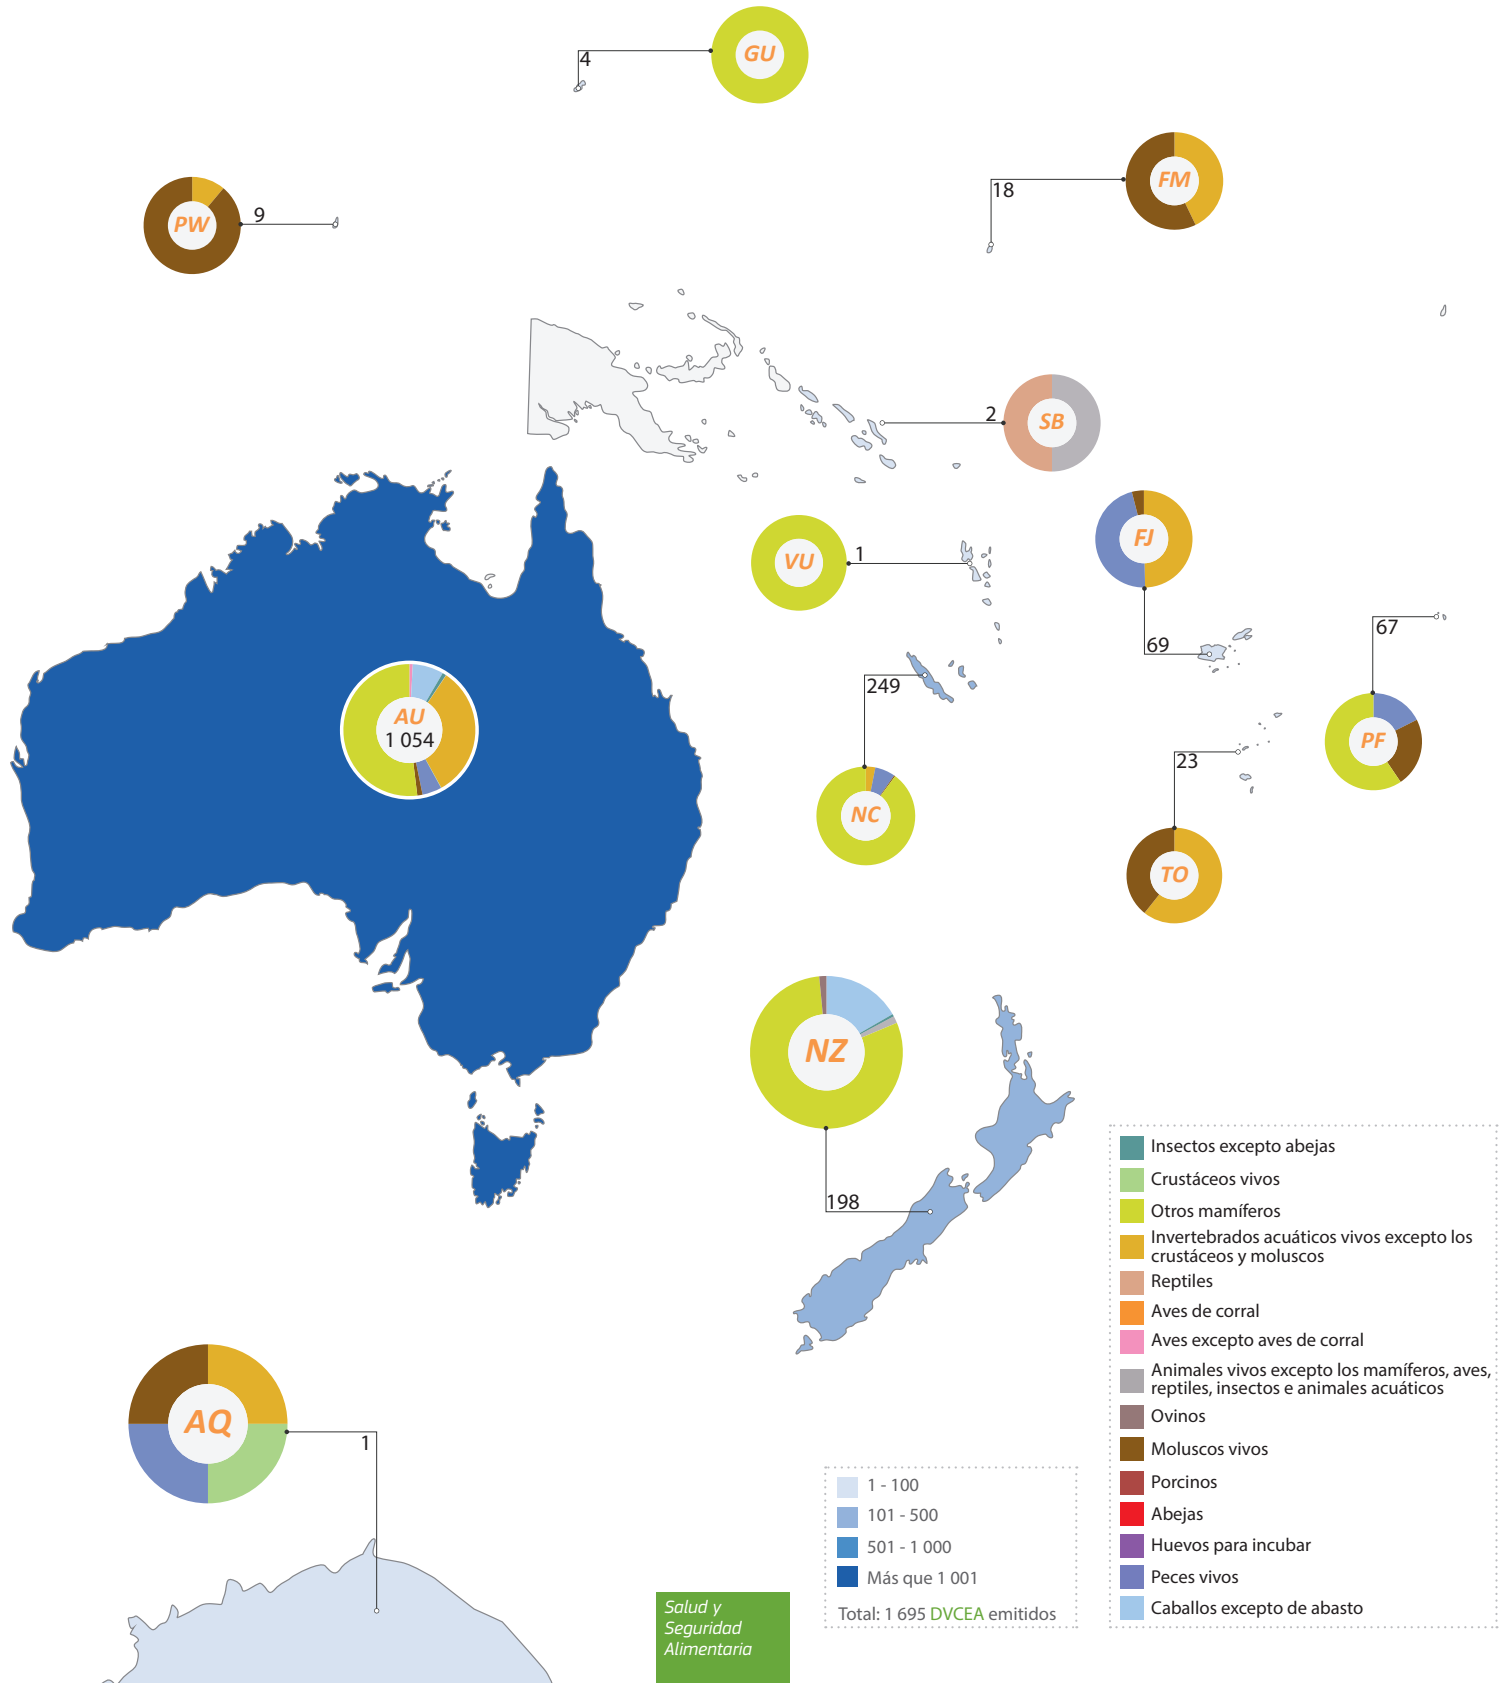 GU
4
FM
18
PW
9
SB
2
FJ
69
VU
1
67
249
PF
AU
1 054
23
NC
TO
NZ
198
AQ
1
Insectos excepto abejas
Crustáceos vivos
Otros mamíferos
Invertebrados acuáticos vivos excepto los
crustáceos y moluscos
Reptiles
Aves de corral
Aves excepto aves de corral
Animales vivos excepto los mamíferos, aves,
reptiles, insectos e animales acuáticos
Ovinos
Moluscos vivos
Porcinos
Abejas
Huevos para incubar
Peces vivos
Caballos excepto de abasto
1 - 100
101 - 500
501 - 1 000
Más que 1 001
Total: 1 695 DVCEA emitidos
Salud y
Seguridad
Alimentaria